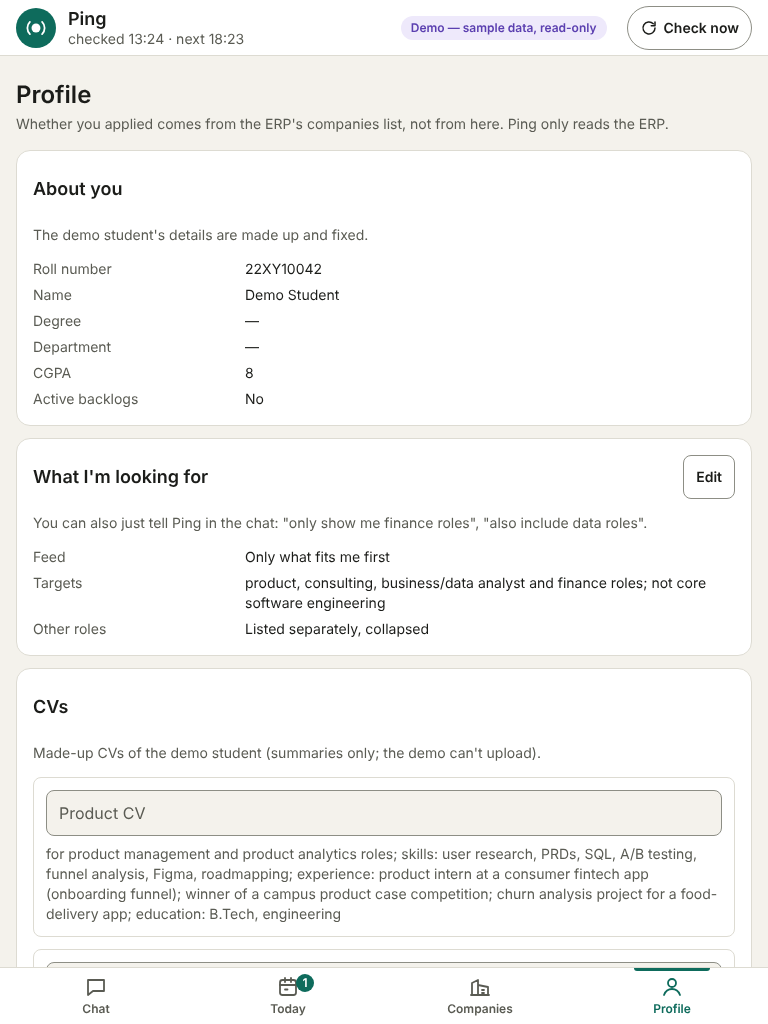 Ping
checked 13:24 · next 18:23
Demo — sample data, read-only
Check now
Profile
Whether you applied comes from the ERP's companies list, not from here. Ping only reads the ERP.
About you
The demo student's details are made up and fixed.
Roll number 22XY10042
Name Demo Student
Degree —
Department —
CGPA 8
Active backlogs No
What I'm looking for
Edit
You can also just tell Ping in the chat: "only show me finance roles", "also include data roles".
Feed Only what fits me first
Targets product, consulting, business/data analyst and finance roles; not core
software engineering
Other roles Listed separately, collapsed
CVs
Made-up CVs of the demo student (summaries only; the demo can't upload).
Product CV
for product management and product analytics roles; skills: user research, PRDs, SQL, A/B testing,
funnel analysis, Figma, roadmapping; experience: product intern at a consumer fintech app
(onboarding funnel); winner of a campus product case competition; churn analysis project for a food-
delivery app; education: B.Tech, engineering
1
Chat Today Companies Profile